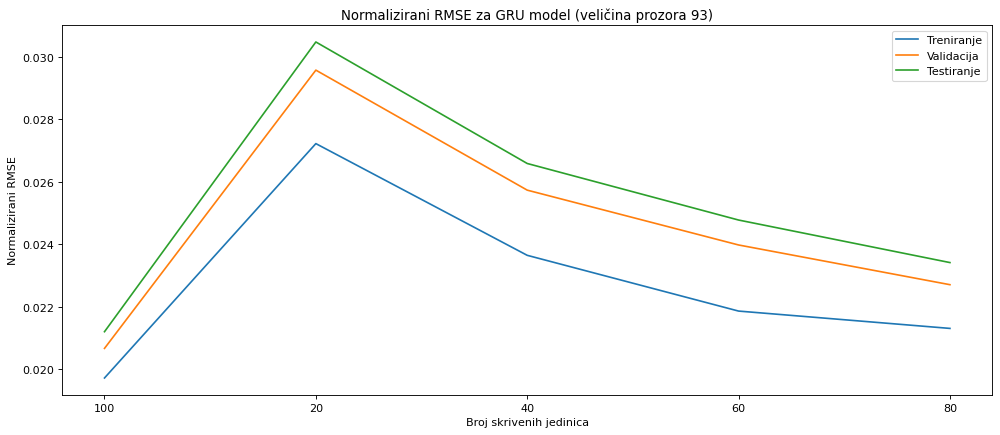 Normalizirani RMSE za GRU model (veličina prozora 93)
Treniranje
Validacija
Testiranje
Normalizirani RMSE
0.030
0.028
0.026
0.024
0.022
0.020
100
20
40
60
80
Broj skrivenih jedinica